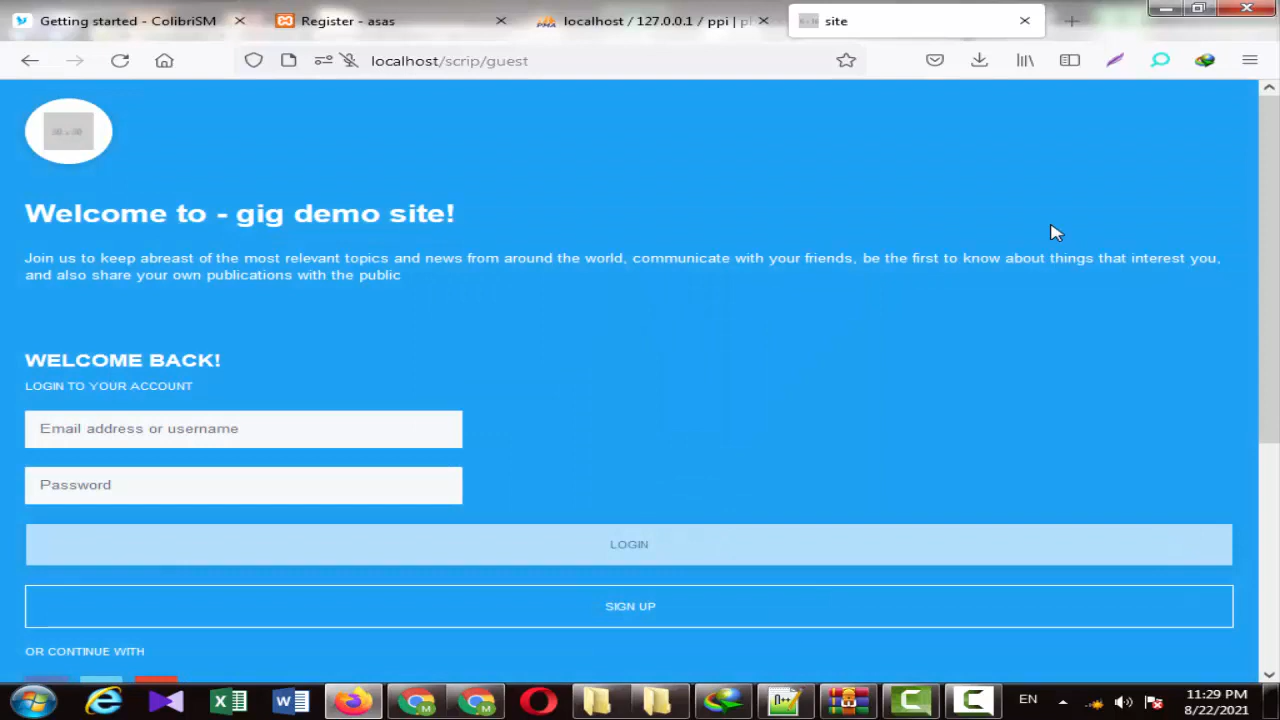 Getting started - ColibriSM
Register - asas
localhost / 127.0.0.1 / ppi | p
site
localhost/scrip/guest
Welcome to - gig demo site!
Join us to keep abreast of the most relevant topics and news from around the world, communicate with your friends, be the first to know about things that interest you,
and also share your own publications with the public
WELCOME BACK!
LOGIN TO YOUR ACCOUNT
Email address or username
Password
LOGIN
SIGN UP
OR CONTINUE WITH
EN
11:29 PM
8/22/2021